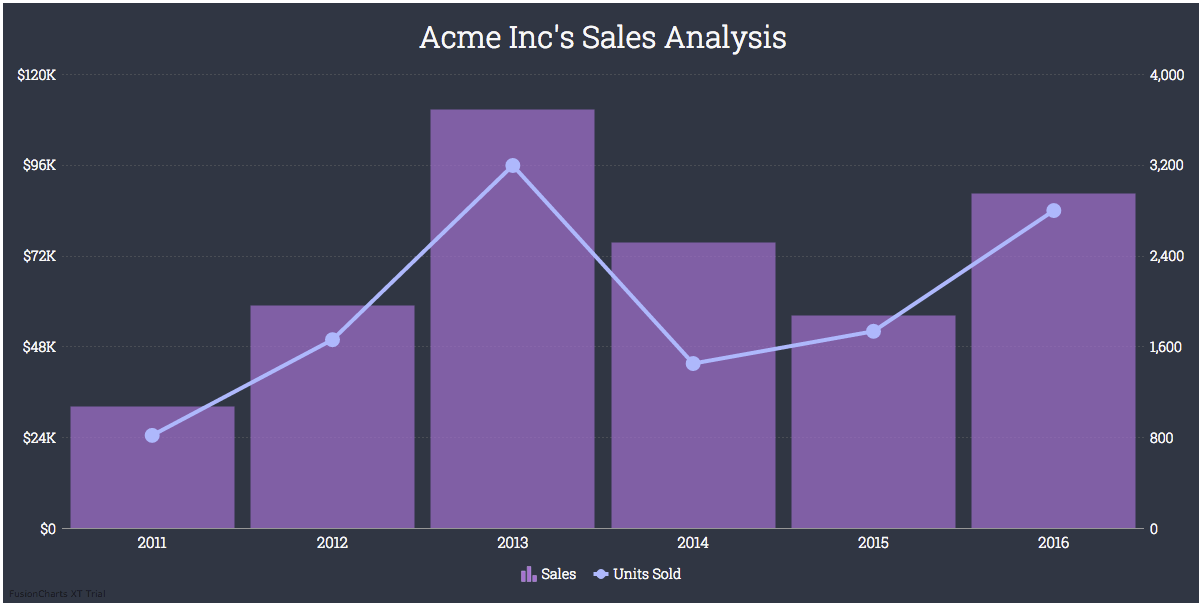 Acme Inc's Sales Analysis
$120K
4,000
$96K
3,200
$72K
2,400
$48K
1,600
$24K
800
$0
0
2011 2012 2013 2014 2015 2016
Sales Units Sold
FusionCharts XT Trial